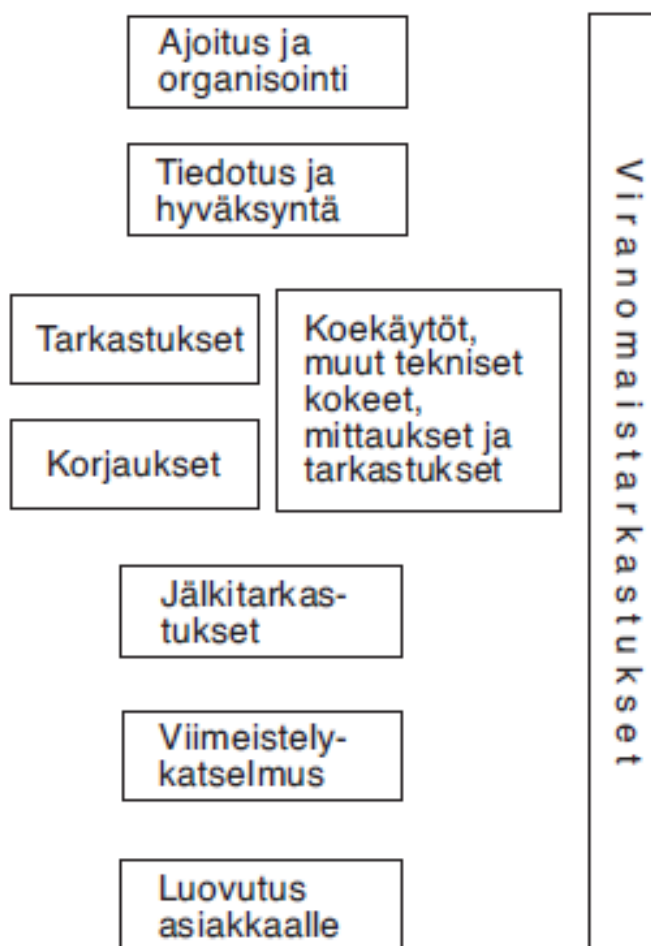 Ajoitus ja
organisointi
Tiedotus ja
hyväksyntä
Tarkastukset
Korjaukset
Koekäytöt,
muut tekniset
kokeet,
mittaukset ja
tarkastukset
Jälkitarkas-
tukset
Viimeistely-
katselmus
Luovutus
asiakkaalle
Viranomaistarkastukset